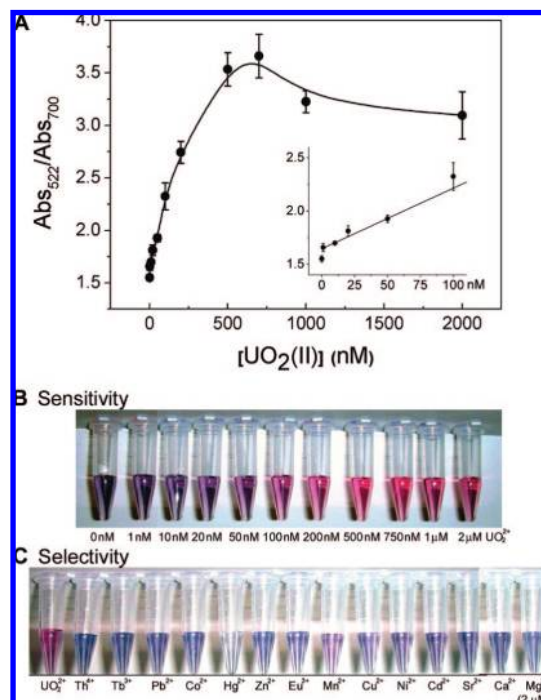 A
4.0
3.5
3.0
2.5
2.0
1.5
Abs522/Abs700
2.5
2.0
1.5
0 25 50 75 100 nM
0 500 1000 1500 2000
[UO2(II)] (nM)
B Sensitivity
0nM 1nM 10nM 20nM 50nM 100nM 200nM 500nM 750nM 1μM 2μM UO2²⁺
C Selectivity
UO2²⁺ Th⁴⁺ Tb³⁺ Pb²⁺ Co²⁺ Hg²⁺ Zn²⁺ Eu³⁺ Mn²⁺ Cu²⁺ Ni²⁺ Cd²⁺ Sr²⁺ Ca²⁺ Mg